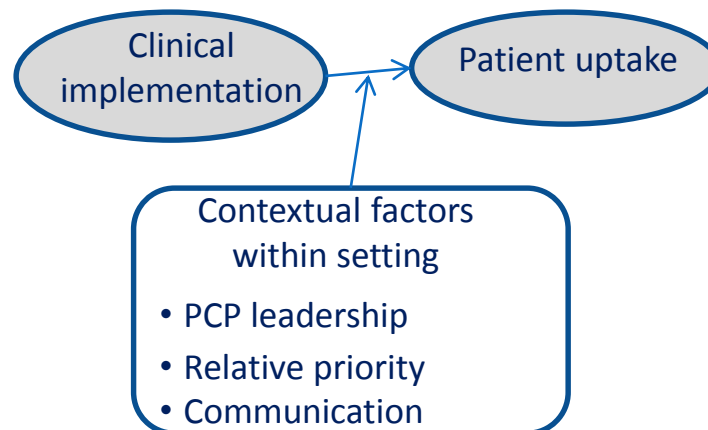 Clinical
implementation
Patient uptake
Contextual factors
within setting
• PCP leadership
• Relative priority
• Communication